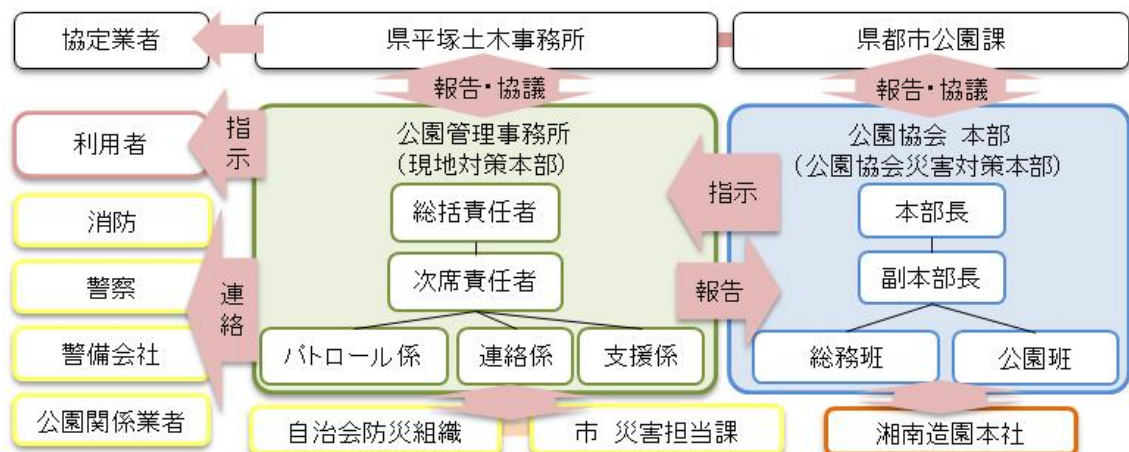 協定業者
県平塚土木事務所
県都市公園課
報告・協議
報告・協議
利用者
指示
公園管理事務所
(現地対策本部)
公園協会 本部
(公園協会災害対策本部)
消防
総括責任者
指示
本部長
警察
連絡
次席責任者
報告
副本部長
警備会社
パトロール係
連絡係
支援係
総務班
公園班
公園関係業者
自治会防災組織
市 災害担当課
湘南造園本社